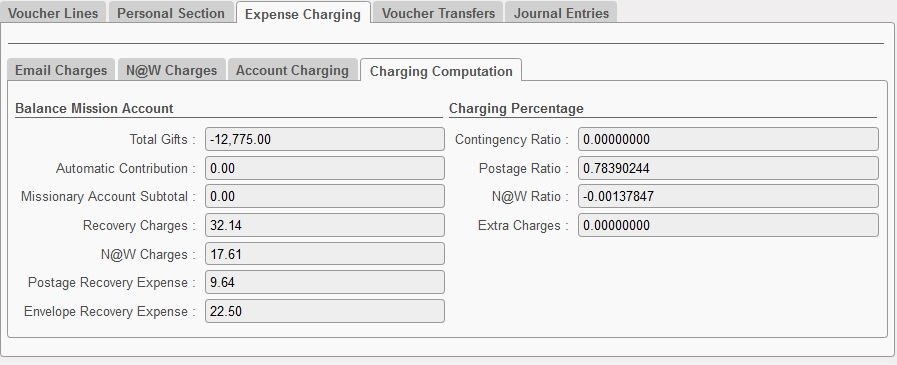 Voucher Lines Personal Section Expense Charging Voucher Transfers Journal Entries
Email Charges N@W Charges Account Charging Charging Computation
Balance Mission Account Charging Percentage
Total Gifts : -12,775.00 Contingency Ratio : 0.00000000
Automatic Contribution : 0.00 Postage Ratio : 0.78390244
Missionary Account Subtotal : 0.00 N@W Ratio : -0.00137847
Recovery Charges : 32.14 Extra Charges : 0.00000000
N@W Charges : 17.61
Postage Recovery Expense : 9.64
Envelope Recovery Expense : 22.50